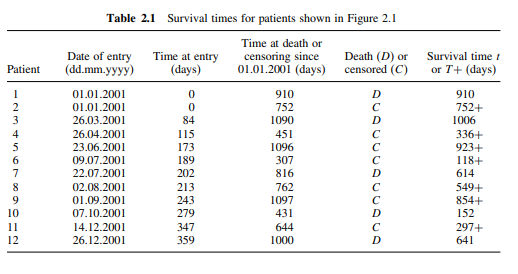 Table 2.1 Survival times for patients shown in Figure 2.1
Time at death or
Date of entry Time at entry censoring since Death (D) or Survival time t
Patient (dd.mm.yyyy) (days) 01.01.2001 (days) censored (C) or T+ (days)
1 01.01.2001 0 910 D 910
2 01.01.2001 0 752 C 752+
3 26.03.2001 84 1090 D 1006
4 26.04.2001 115 451 C 336+
5 23.06.2001 173 1096 C 923+
6 09.07.2001 189 307 C 118+
7 22.07.2001 202 816 D 614
8 02.08.2001 213 762 C 549+
9 01.09.2001 243 1097 C 854+
10 07.10.2001 279 431 D 152
11 14.12.2001 347 644 C 297+
12 26.12.2001 359 1000 D 641